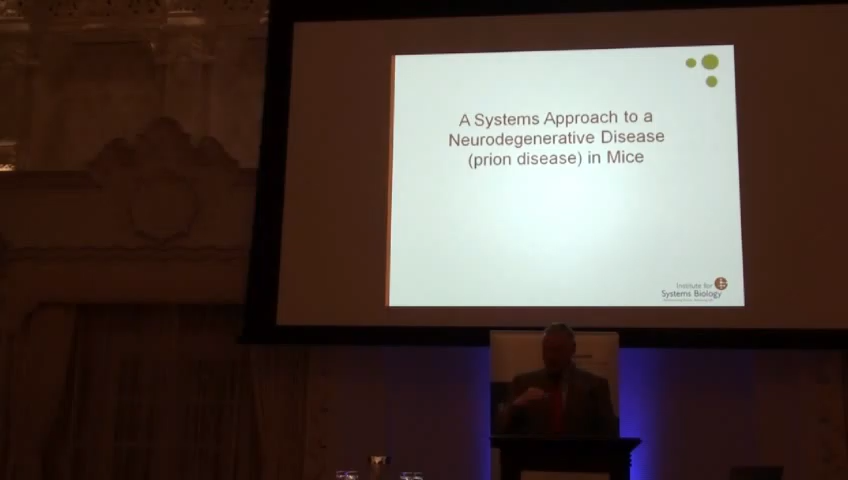 A Systems Approach to a
Neurodegenerative Disease
(prion disease) in Mice
Institute for
Systems Biology